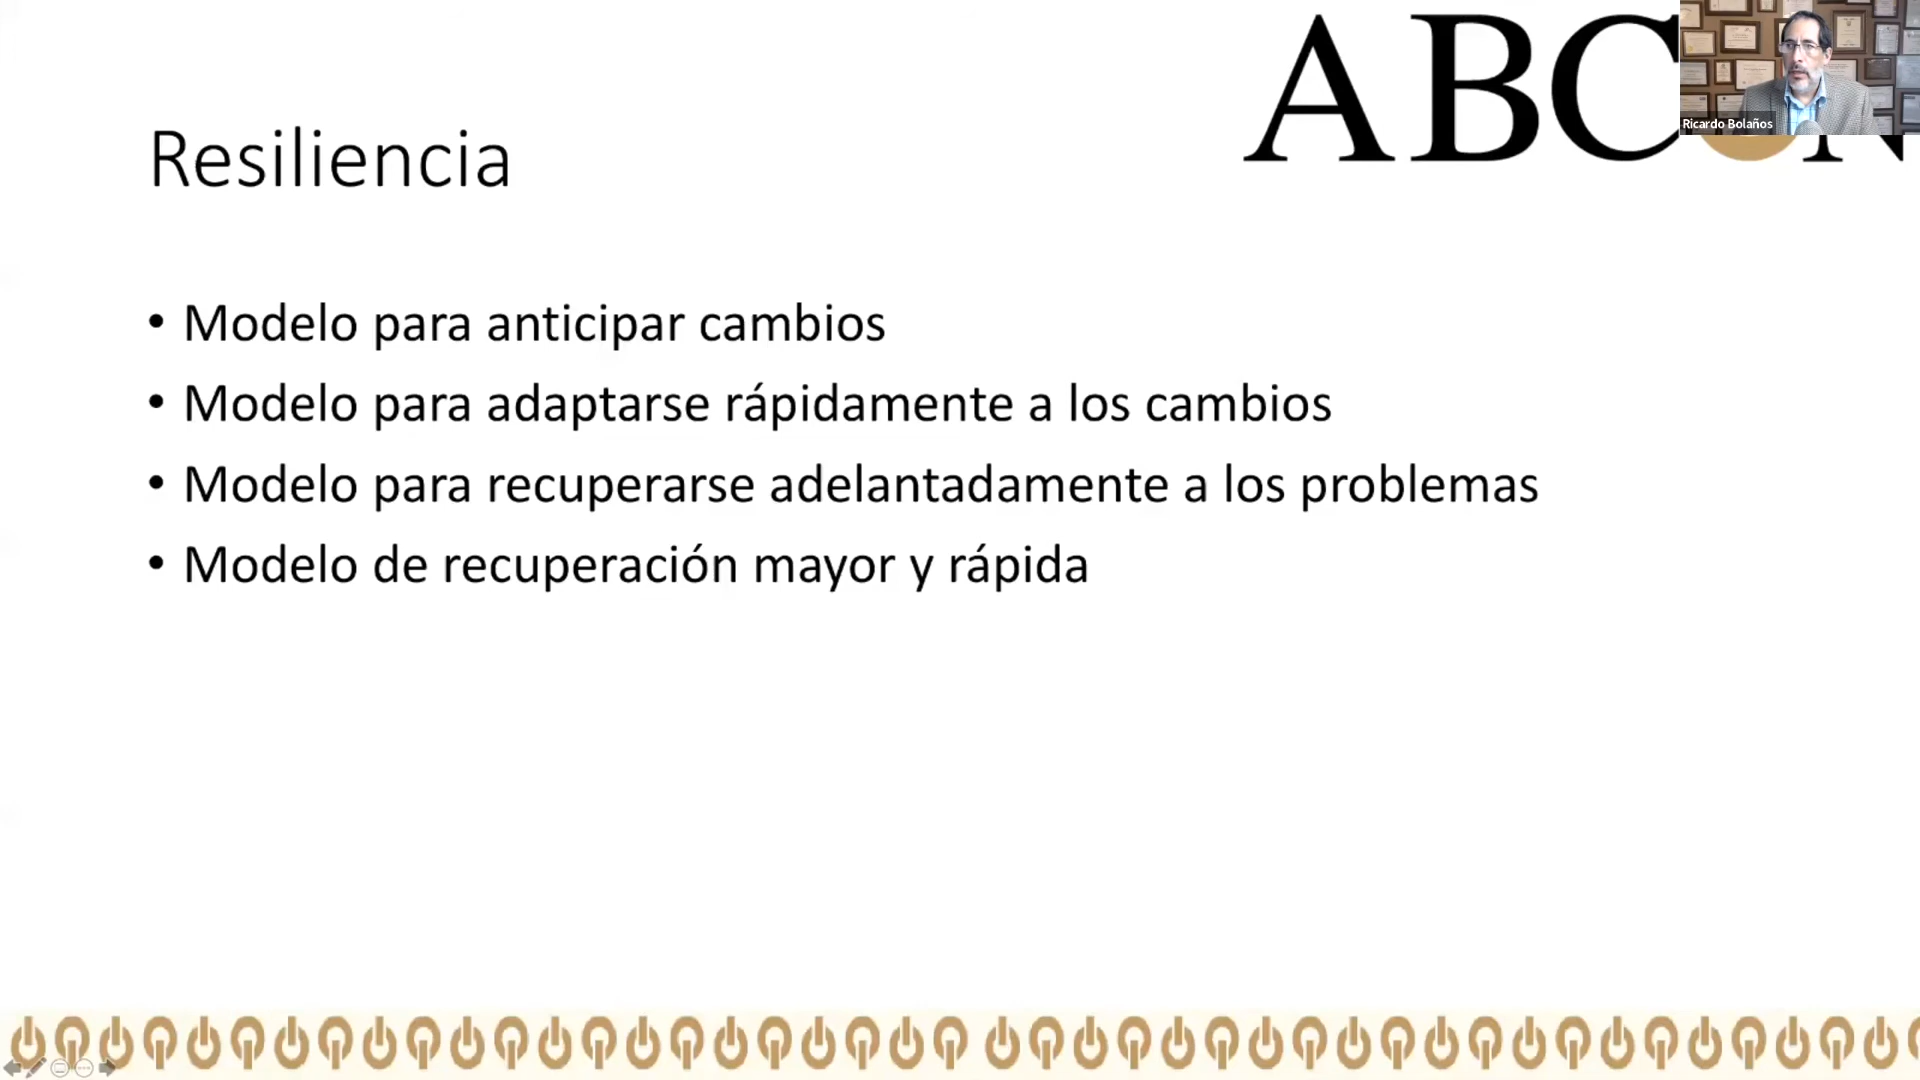 ABC N
Ricardo Bolaños
Resiliencia
• Modelo para anticipar cambios
• Modelo para adaptarse rápidamente a los cambios
• Modelo para recuperarse adelantadamente a los problemas
• Modelo de recuperación mayor y rápida